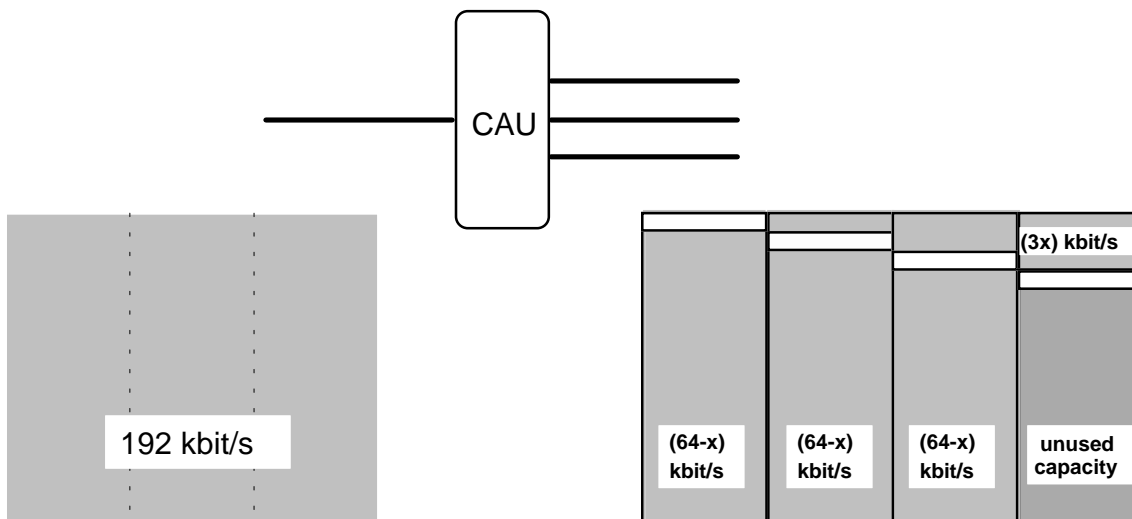 CAU
(3x) kbit/s
192 kbit/s
(64-x)
kbit/s
(64-x)
kbit/s
(64-x)
kbit/s
unused
capacity